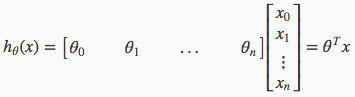 h_θ(x) = [θ_0 θ_1 ... θ_n] [x_0 x_1 ⋮ x_n] = θ^T x